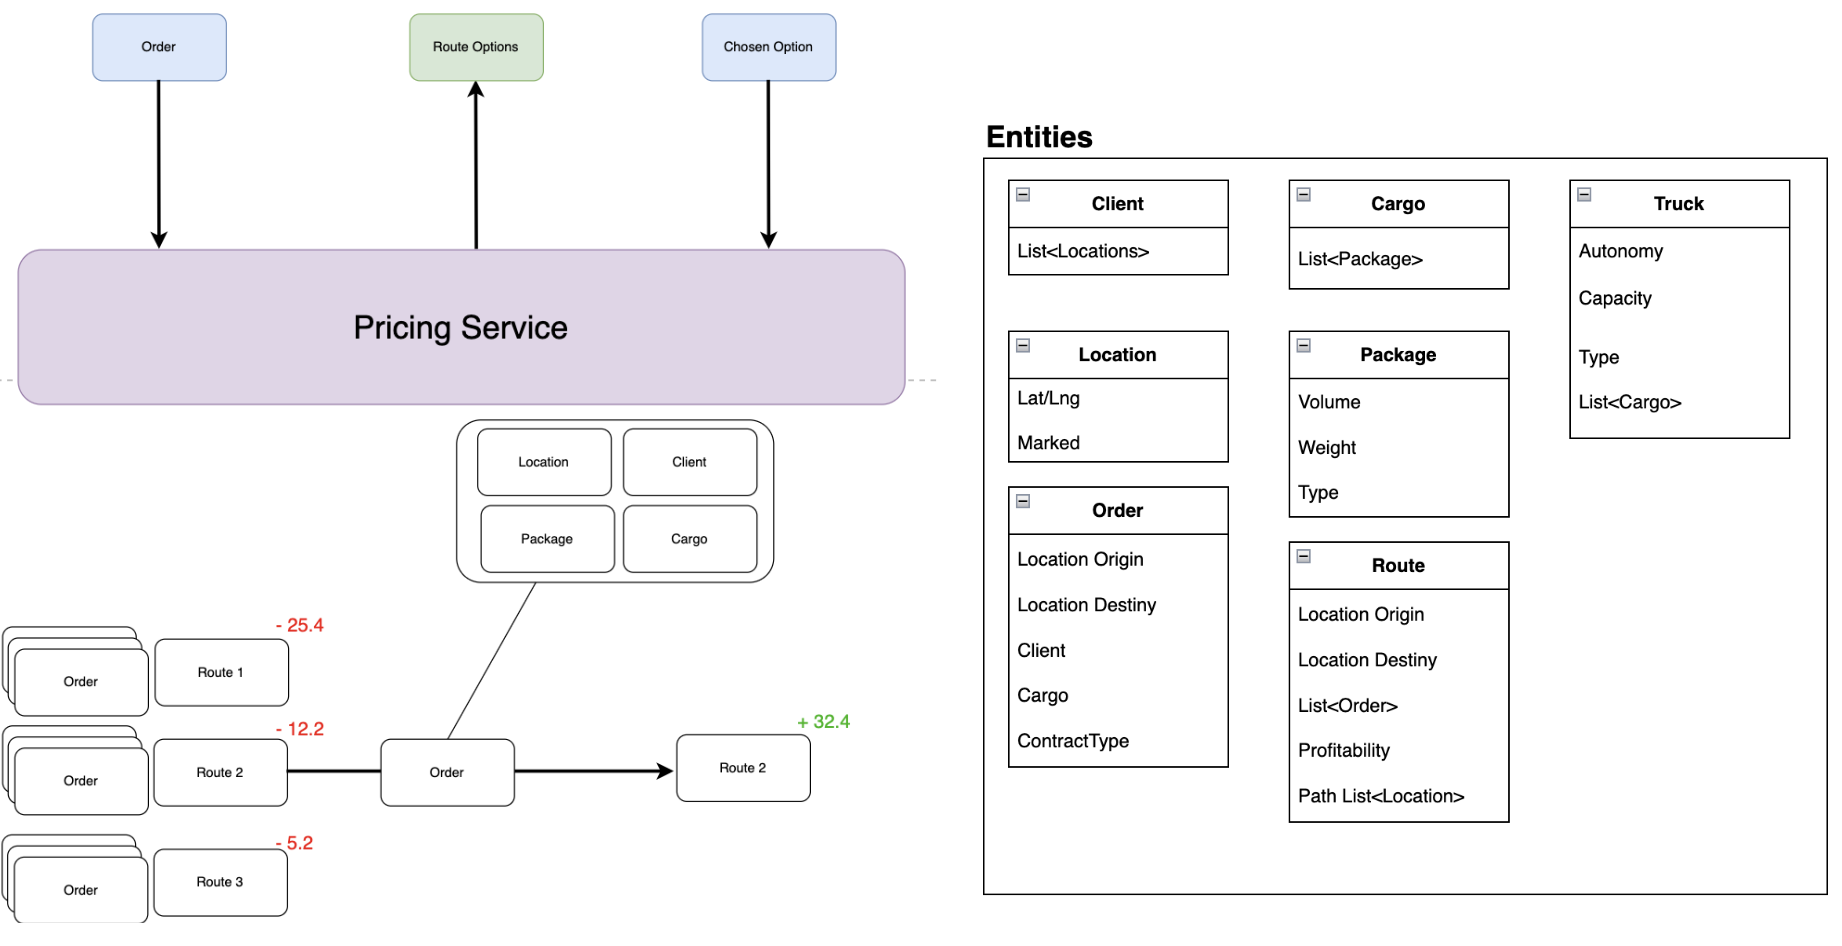 Order
Route Options
Chosen Option
Pricing Service
Location
Client
Package
Cargo
- 25.4
Order
Route 1
- 12.2
Order
Route 2
Order
+ 32.4
Route 2
- 5.2
Order
Route 3
Entities
Client
List<Locations>
Cargo
List<Package>
Truck
Autonomy
Capacity
Type
List<Cargo>
Location
Lat/Lng
Marked
Package
Volume
Weight
Type
Order
Location Origin
Location Destiny
Client
Cargo
ContractType
Route
Location Origin
Location Destiny
List<Order>
Profitability
Path List<Location>